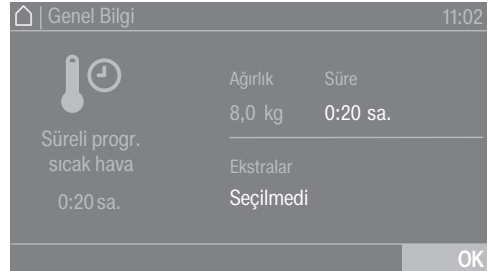 | Genel Bilgi 11:02
Ağırlık Süre
8,0 kg 0:20 sa.
Süreli progr.
sıcak hava
0:20 sa.
Ekstralar
Seçilmedi
OK